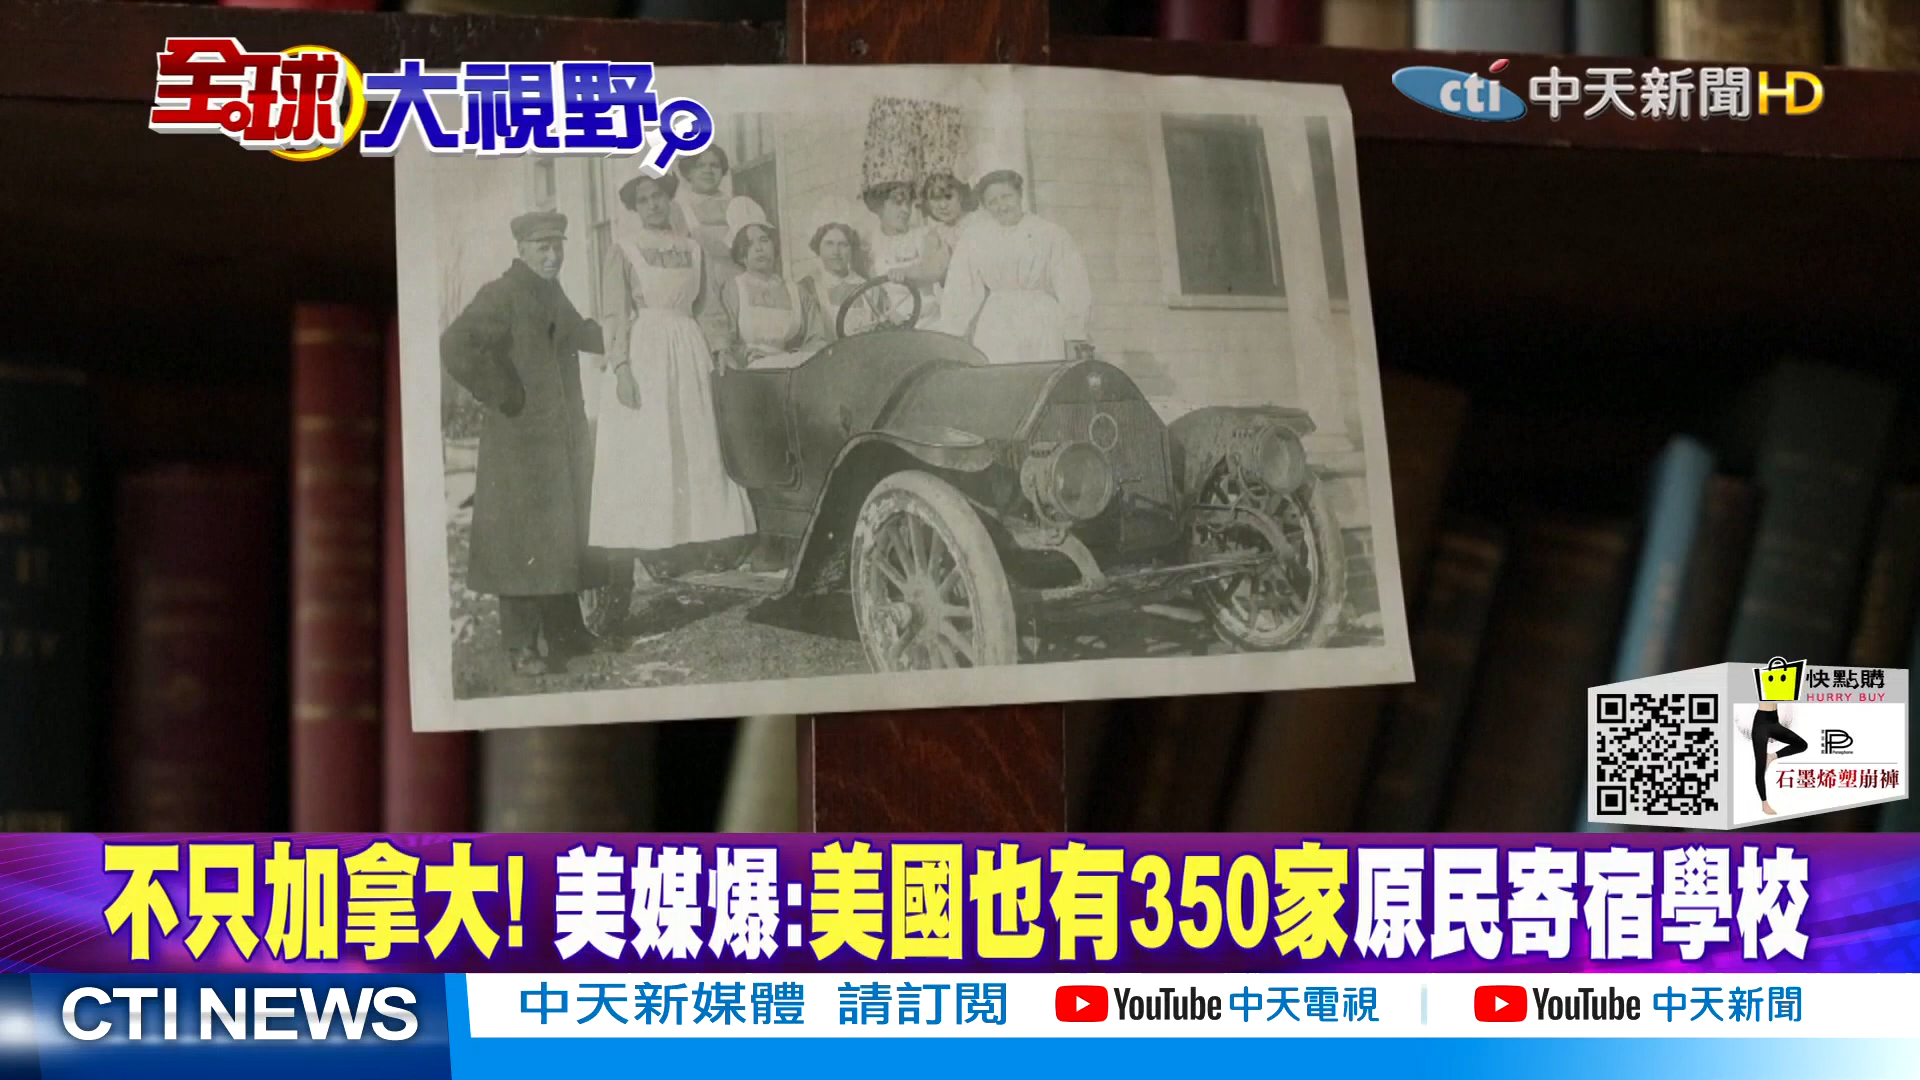 全球大視野
cti 中天新聞HD
快點購
HURRY BUY
石墨烯塑崩褲
不只加拿大! 美媒爆:美國也有350家原民寄宿學校
CTI NEWS
中天新媒體 請訂閱 YouTube 中天電視 | YouTube 中天新聞